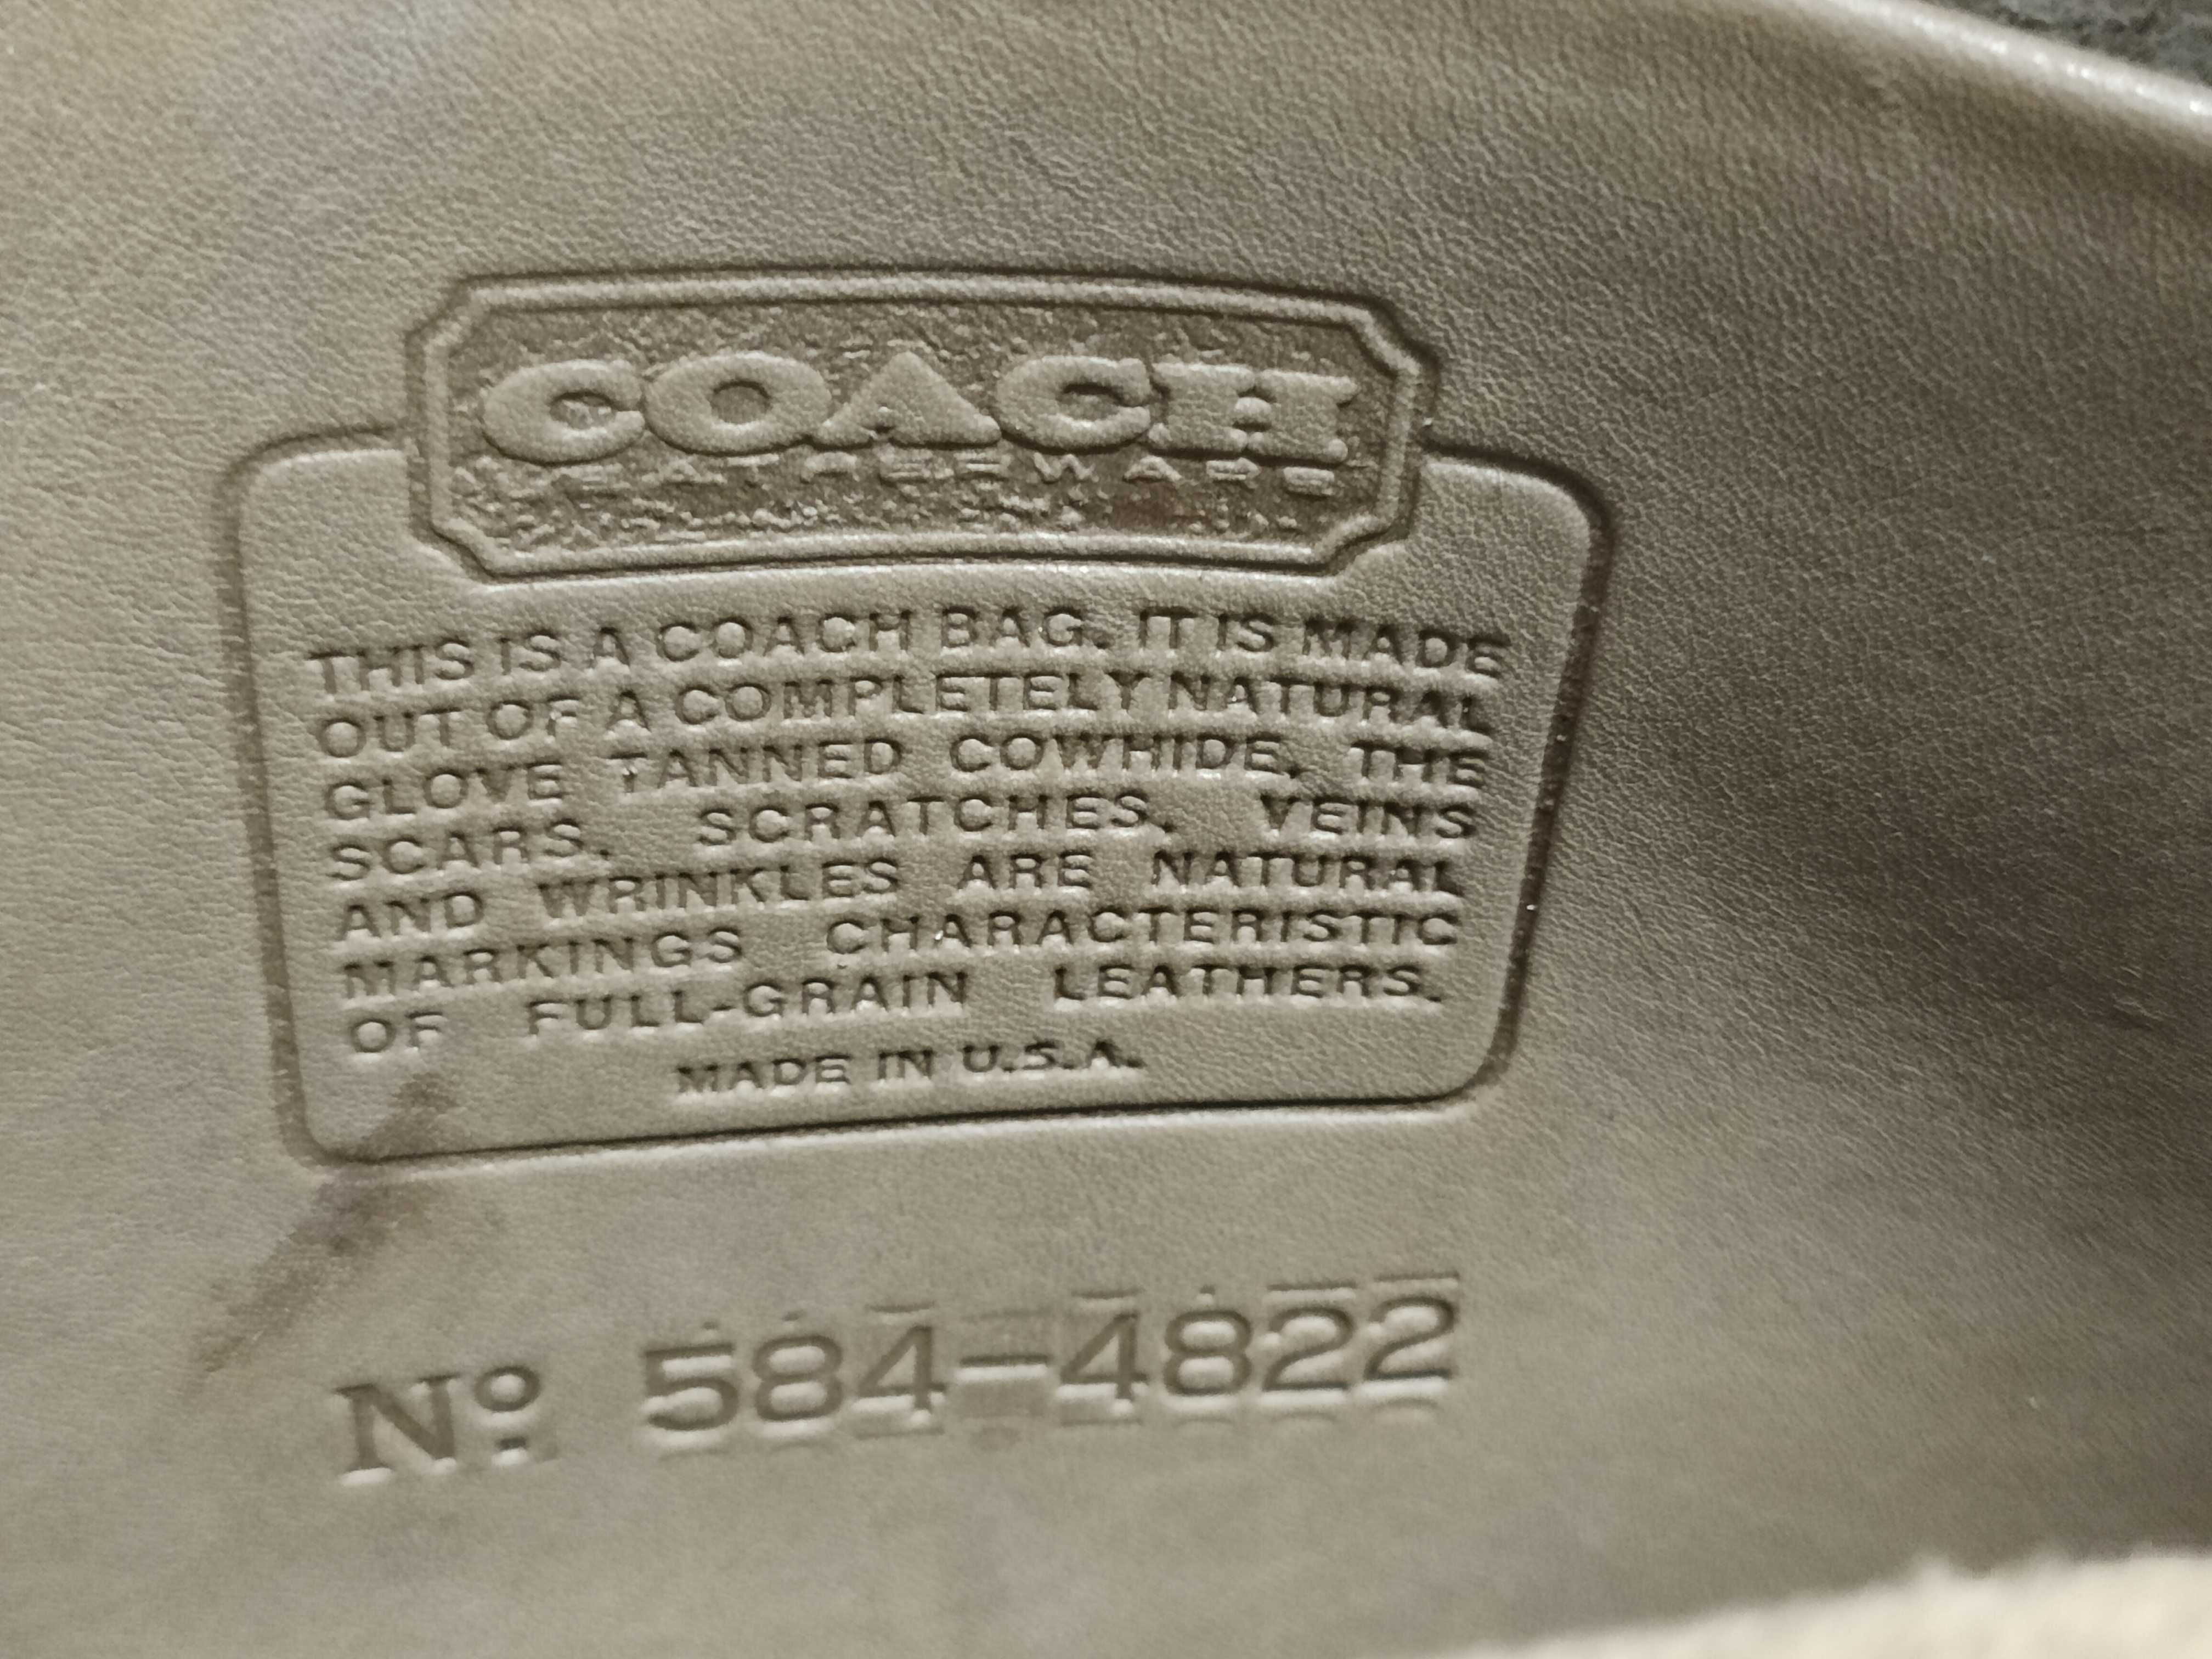 COACH
LEATHERWARE
THIS IS A COACH BAG. IT IS MADE
OUT OF A COMPLETELY NATURAL
GLOVE TANNED COWHIDE. THE
SCARS, SCRATCHES, VEINS
AND WRINKLES ARE NATURAL
MARKINGS CHARACTERISTIC
OF FULL-GRAIN LEATHERS.
MADE IN U.S.A.
Nº 584-4822